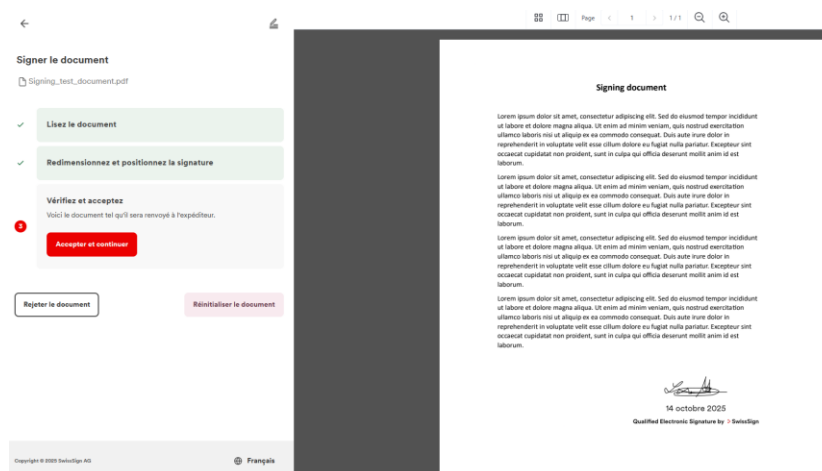 Page 1 1 / 1
Signer le document
Signing_test_document.pdf
Lisez le document
Redimensionnez et positionnez la signature
Vérifiez et acceptez
Voici le document tel qu'il sera renvoyé à l'expéditeur.
3
Accepter et continuer
Rejeter le document
Réinitialiser le document
Copyright © 2025 SwissSign AG
Français
Signing document
Lorem ipsum dolor sit amet, consectetur adipiscing elit. Sed do eiusmod tempor incididunt
ut labore et dolore magna aliqua. Ut enim ad minim veniam, quis nostrud exercitation
ullamco laboris nisi ut aliquip ex ea commodo consequat. Duis aute irure dolor in
reprehenderit in voluptate velit esse cillum dolore eu fugiat nulla pariatur. Excepteur sint
occaecat cupidatat non proident, sunt in culpa qui officia deserunt mollit anim id est
laborum.
Lorem ipsum dolor sit amet, consectetur adipiscing elit. Sed do eiusmod tempor incididunt
ut labore et dolore magna aliqua. Ut enim ad minim veniam, quis nostrud exercitation
ullamco laboris nisi ut aliquip ex ea commodo consequat. Duis aute irure dolor in
reprehenderit in voluptate velit esse cillum dolore eu fugiat nulla pariatur. Excepteur sint
occaecat cupidatat non proident, sunt in culpa qui officia deserunt mollit anim id est
laborum.
Lorem ipsum dolor sit amet, consectetur adipiscing elit. Sed do eiusmod tempor incididunt
ut labore et dolore magna aliqua. Ut enim ad minim veniam, quis nostrud exercitation
ullamco laboris nisi ut aliquip ex ea commodo consequat. Duis aute irure dolor in
reprehenderit in voluptate velit esse cillum dolore eu fugiat nulla pariatur. Excepteur sint
occaecat cupidatat non proident, sunt in culpa qui officia deserunt mollit anim id est
laborum.
Lorem ipsum dolor sit amet, consectetur adipiscing elit. Sed do eiusmod tempor incididunt
ut labore et dolore magna aliqua. Ut enim ad minim veniam, quis nostrud exercitation
ullamco laboris nisi ut aliquip ex ea commodo consequat. Duis aute irure dolor in
reprehenderit in voluptate velit esse cillum dolore eu fugiat nulla pariatur. Excepteur sint
occaecat cupidatat non proident, sunt in culpa qui officia deserunt mollit anim id est
laborum.
14 octobre 2025
Qualified Electronic Signature by SwissSign